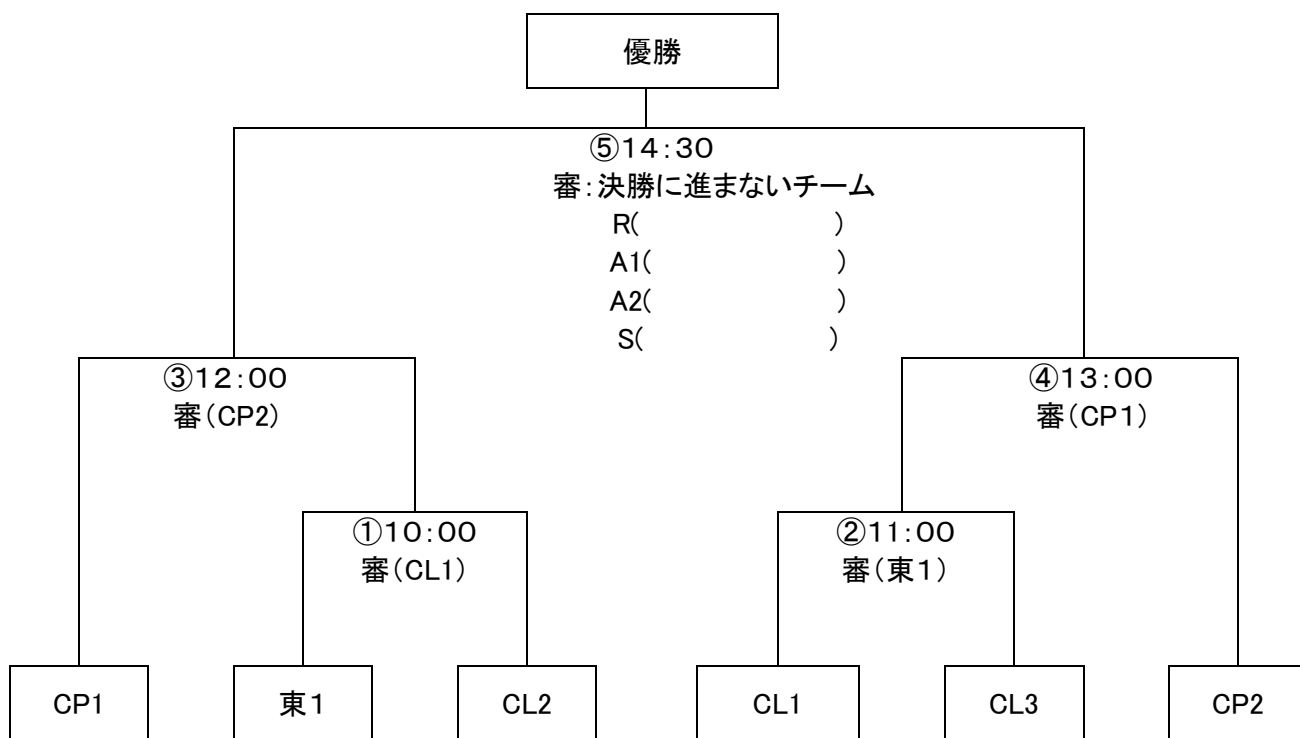 優勝
⑤14:30
審:決勝に進まないチーム
R(　　　　　)
A1(　　　　　)
A2(　　　　　)
S(　　　　　)
③12:00
審(CP2)
④13:00
審(CP1)
①10:00
審(CL1)
②11:00
審(東1)
CP1
東1
CL2
CL1
CL3
CP2